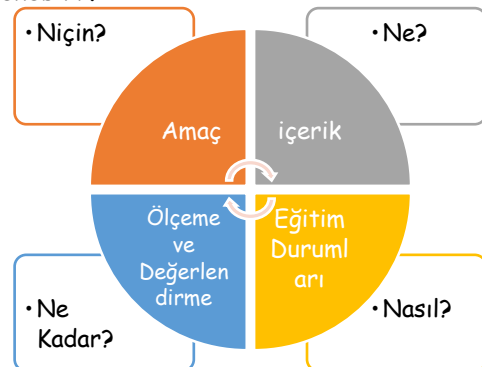 • Niçin?
• Ne?
Amaç
içerik
Ölçeme
ve
Değerlen
dirme
Eğitim
Duruml
arı
• Ne
Kadar?
• Nasıl?